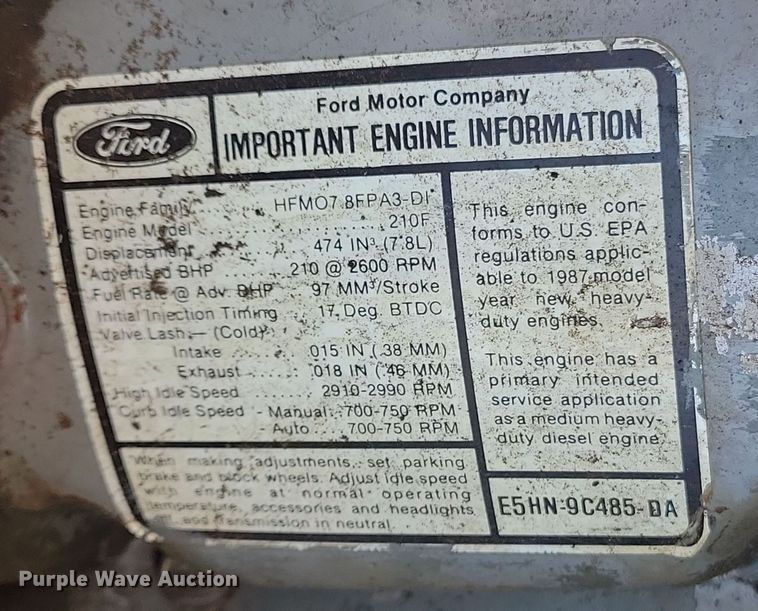 Ford Motor Company
Ford
IMPORTANT ENGINE INFORMATION
Engine Family.... HFM07.8FPA3-DI
Engine Model ........ 210F
Displacement ..... 474 IN³ (7.8L)
Advertised BHP 210 @ 2600 RPM
Fuel Rate @ Adv. BHP 97 MM³/Stroke
Initial Injection Timing 17 Deg. BTDC
Valve Lash — (Cold)
Intake ...... .015 IN (.38 MM)
Exhaust ...... .018 IN (.46 MM)
High Idle Speed ..... 2910-2990 RPM
Curb Idle Speed - Manual..700-750 RPM
- Auto ... 700-750 RPM
When making adjustments, set parking
brake and block wheels. Adjust idle speed
with engine at normal operating
temperature, accessories and headlights
and transmission in neutral.
This engine con-
forms to U.S. EPA
regulations applic-
able to 1987 model
year new heavy-
duty engines.
This engine has a
primary intended
service application
as a medium heavy-
duty diesel engine.
E5HN-9C485-DA
Purple Wave Auction